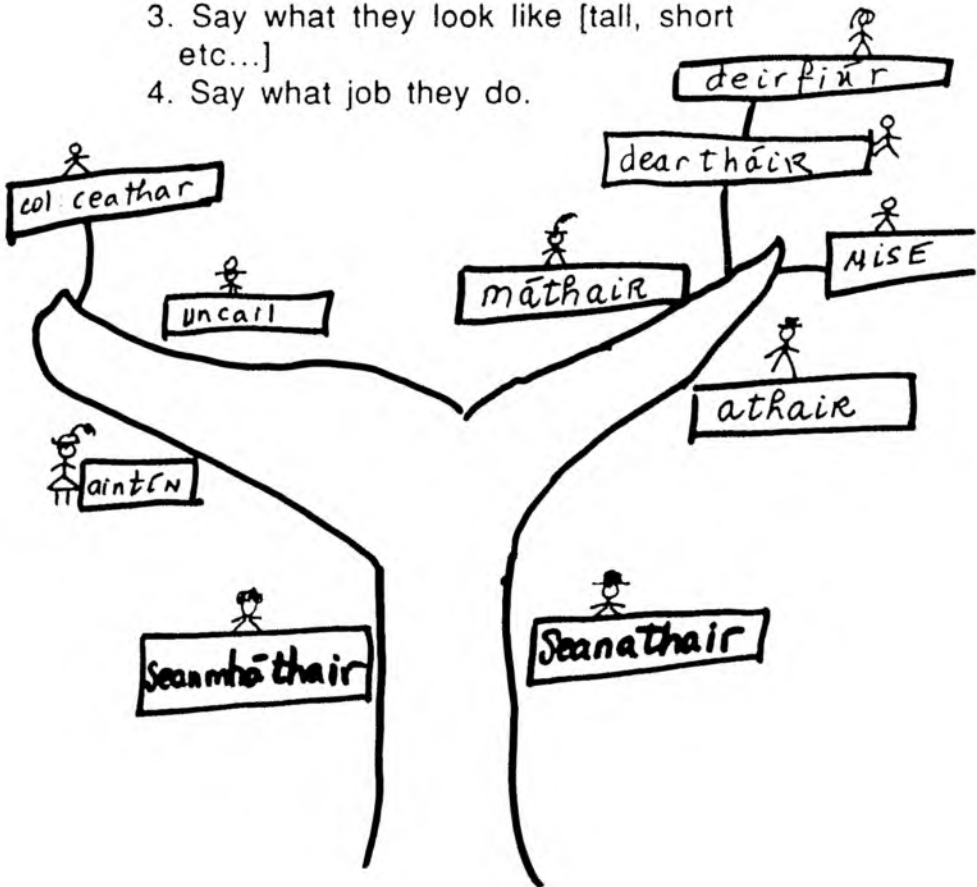 3. Say what they look like [tall, short
etc...]
4. Say what job they do.
deirfiúr
deartháiR
col ceathar
MiSE
máthaiR
uncail
athaiR
aintíN
Seanmháthair
Seanathair